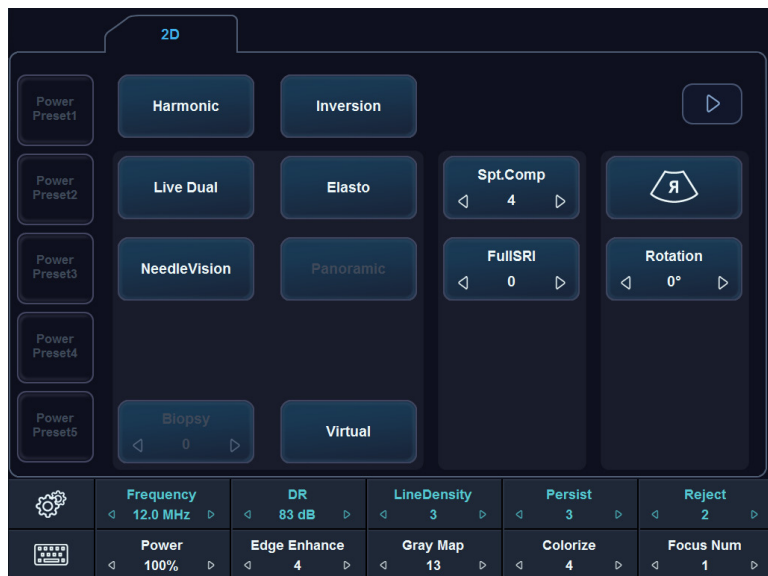 2D
Power
Preset1
Harmonic
Inversion
Power
Preset2
Live Dual
Elasto
Spt.Comp
4
Я
Power
Preset3
NeedleVision
Panoramic
FullSRI
0
Rotation
0°
Power
Preset4
Power
Preset5
Biopsy
0
Virtual
Frequency
12.0 MHz
DR
83 dB
LineDensity
3
Persist
3
Reject
2
Power
100%
Edge Enhance
4
Gray Map
13
Colorize
4
Focus Num
1